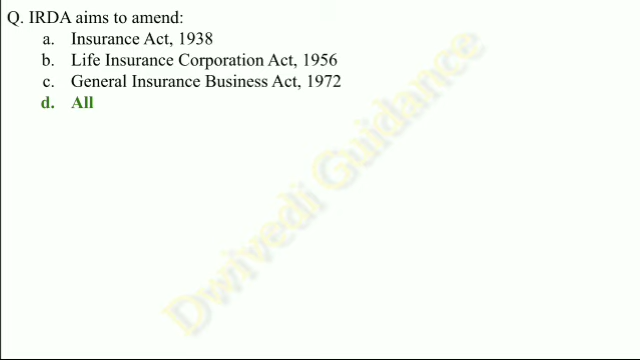 Q. IRDA aims to amend:
a. Insurance Act, 1938
b. Life Insurance Corporation Act, 1956
c. General Insurance Business Act, 1972
d. All
Dwivedi Guidance